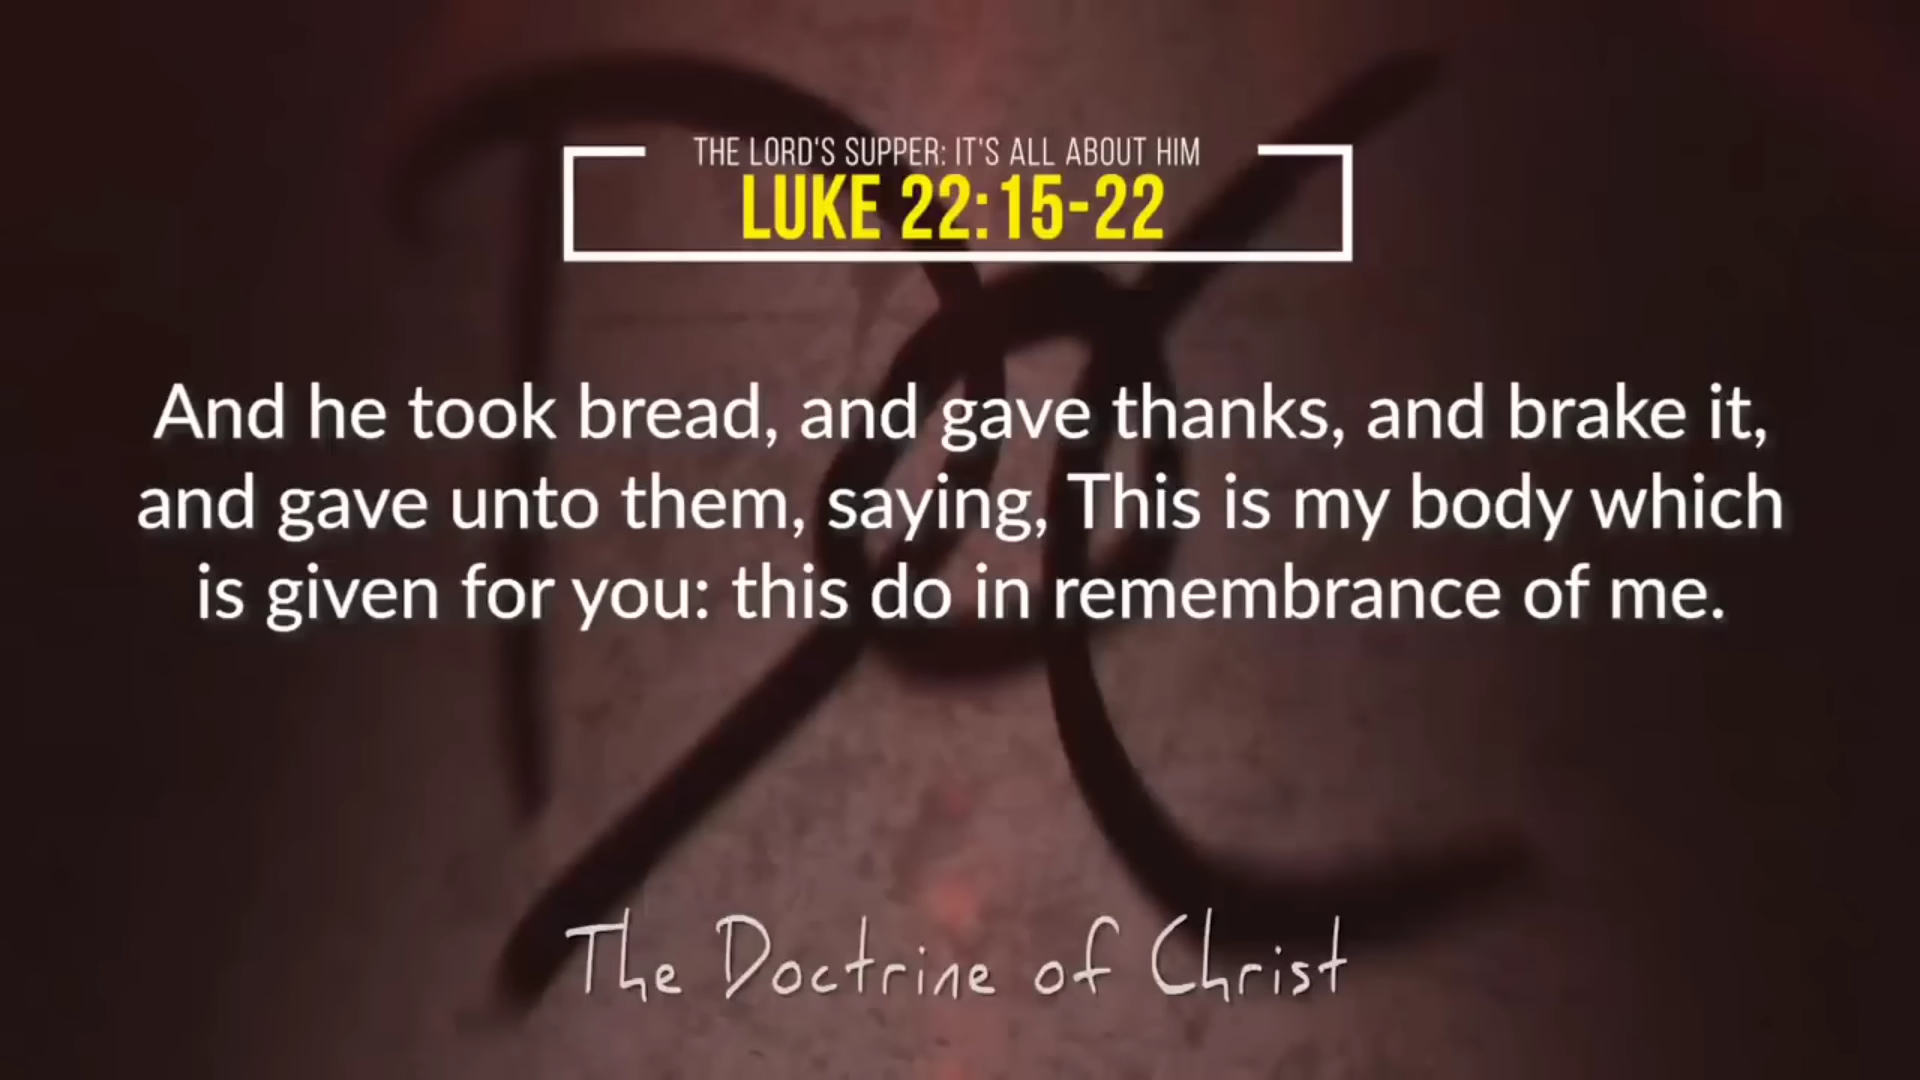 THE LORD'S SUPPER: IT'S ALL ABOUT HIM
LUKE 22:15-22
And he took bread, and gave thanks, and brake it,
and gave unto them, saying, This is my body which
is given for you: this do in remembrance of me.
The Doctrine of Christ